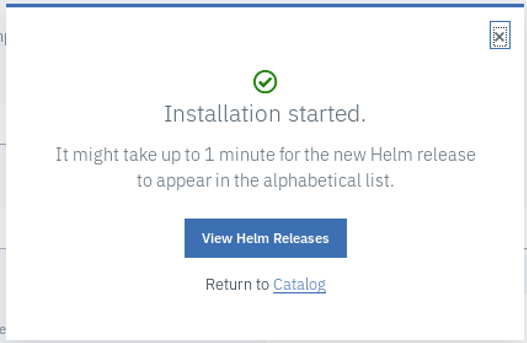 Installation started.
It might take up to 1 minute for the new Helm release
to appear in the alphabetical list.
View Helm Releases
Return to Catalog